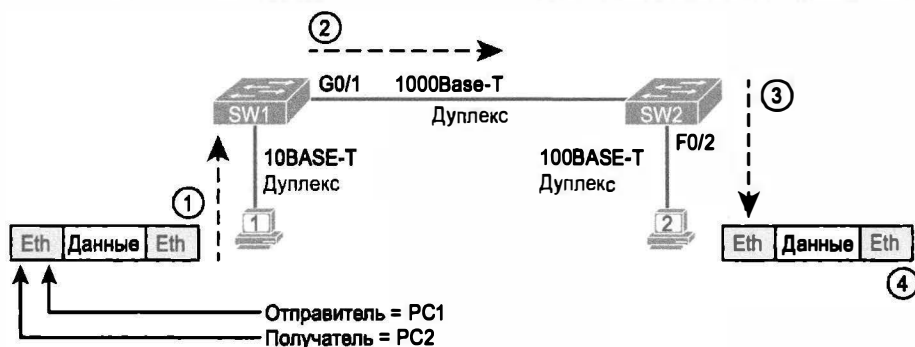 ②
G0/1 1000Base-T
SW1 Дуплекс SW2 ③
10BASE-T 100BASE-T F0/2
Дуплекс Дуплекс
① 1 2
Eth Данные Eth Eth Данные Eth
④
Отправитель = PC1
Получатель = PC2